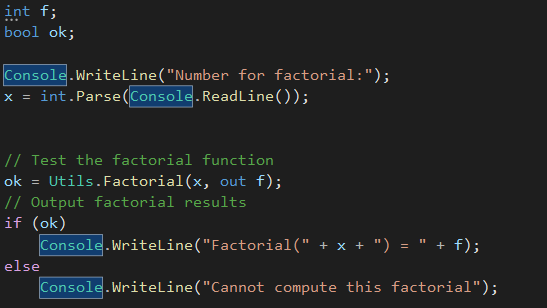 int f;
bool ok;
Console.WriteLine("Number for factorial:");
x = int.Parse(Console.ReadLine());
// Test the factorial function
ok = Utils.Factorial(x, out f);
// Output factorial results
if (ok)
Console.WriteLine("Factorial(" + x + ") = " + f);
else
Console.WriteLine("Cannot compute this factorial");